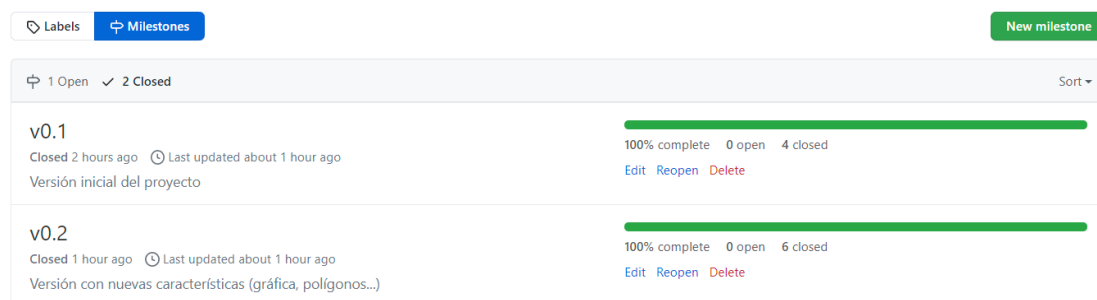 Labels Milestones New milestone
1 Open 2 Closed Sort
v0.1
100% complete 0 open 4 closed
Closed 2 hours ago Last updated about 1 hour ago
Edit Reopen Delete
Versión inicial del proyecto
v0.2
100% complete 0 open 6 closed
Closed 1 hour ago Last updated about 1 hour ago
Edit Reopen Delete
Versión con nuevas características (gráfica, polígonos...)